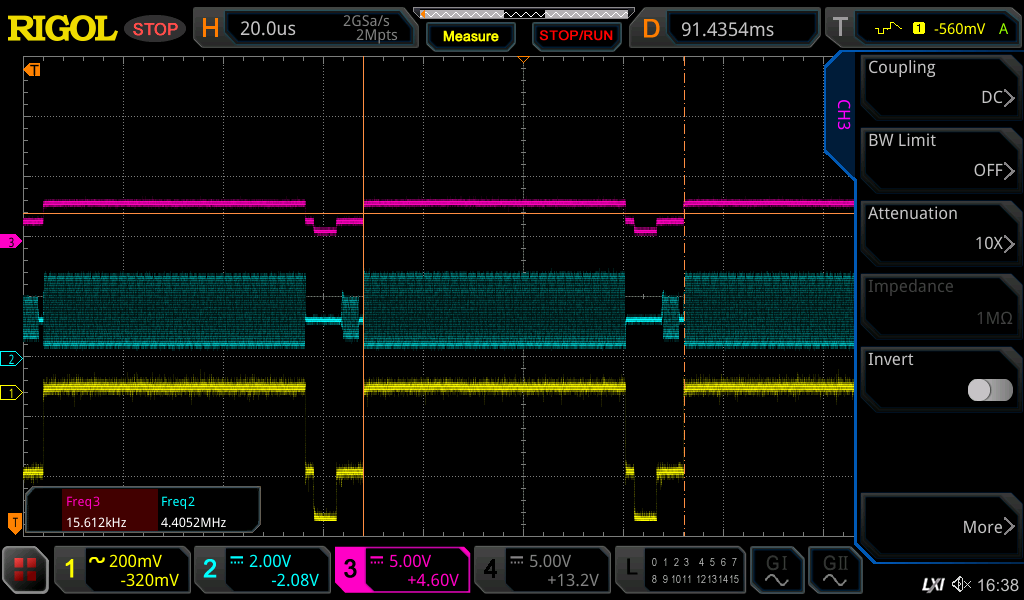 RIGOL STOP H 20.0us 2GSa/s 2Mpts Measure STOP/RUN D 91.4354ms T 1 -560mV A
T
CH3
Coupling
DC
BW Limit
OFF
Attenuation
10X
Impedance
1MΩ
Invert
More
3
2
1
T
Freq3 Freq2
15.612kHz 4.4052MHz
1 200mV -320mV
2 2.00V -2.08V
3 5.00V +4.60V
4 5.00V +13.2V
L 0 1 2 3 4 5 6 7
8 9 10 11 12 13 14 15
GI GII
LXI 16:38